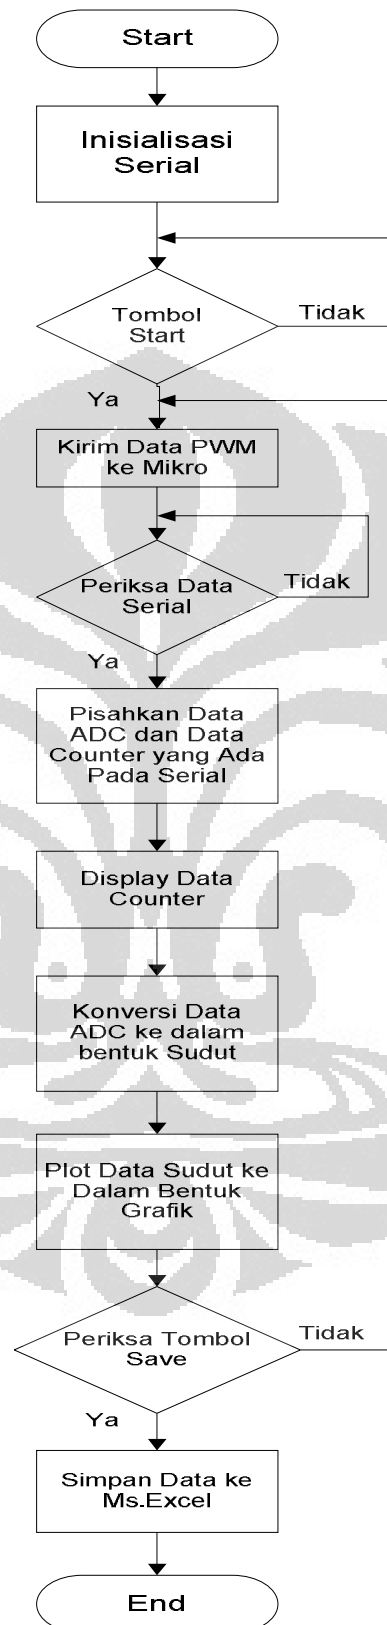 Start
Inisialisasi
Serial
Tombol
Start
Tidak
Ya
Kirim Data PWM
ke Mikro
Periksa Data
Serial
Tidak
Ya
Pisahkan Data
ADC dan Data
Counter yang Ada
Pada Serial
Display Data
Counter
Konversi Data
ADC ke dalam
bentuk Sudut
Plot Data Sudut ke
Dalam Bentuk
Grafik
Periksa Tombol
Save
Tidak
Ya
Simpan Data ke
Ms.Excel
End